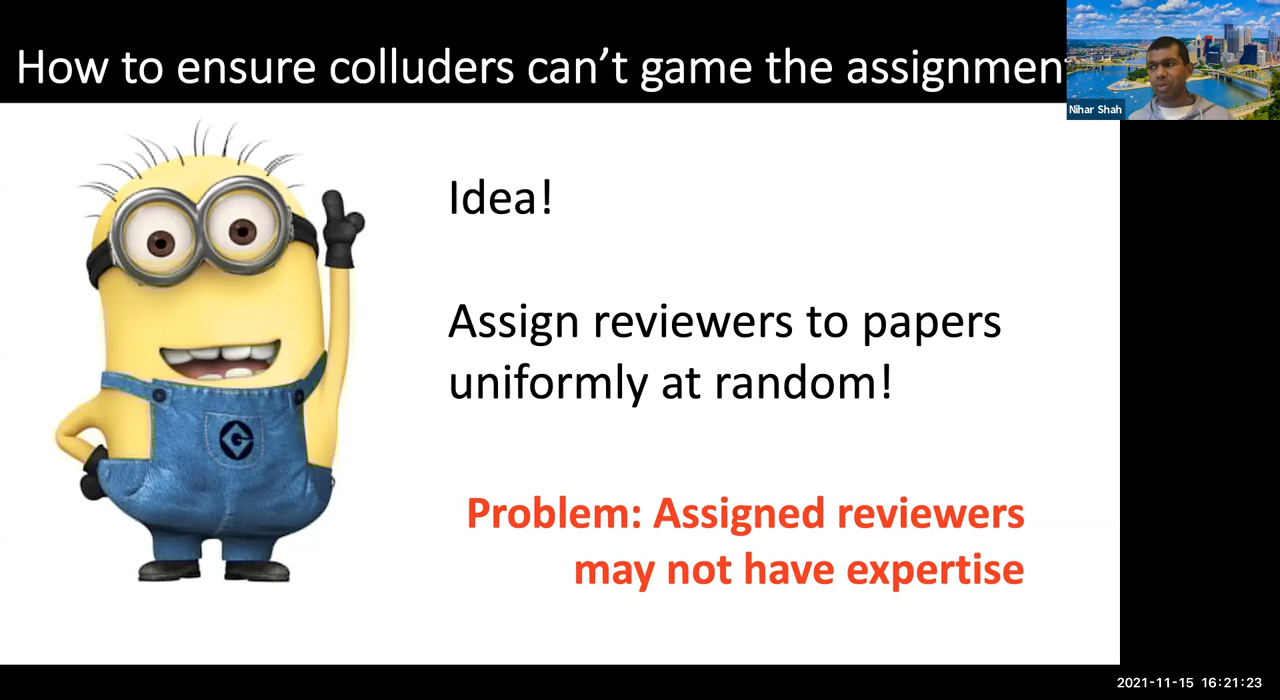 How to ensure colluders can’t game the assignmen
Nihar Shah
Idea!
Assign reviewers to papers
uniformly at random!
Problem: Assigned reviewers
may not have expertise
2021-11-15 16:21:23